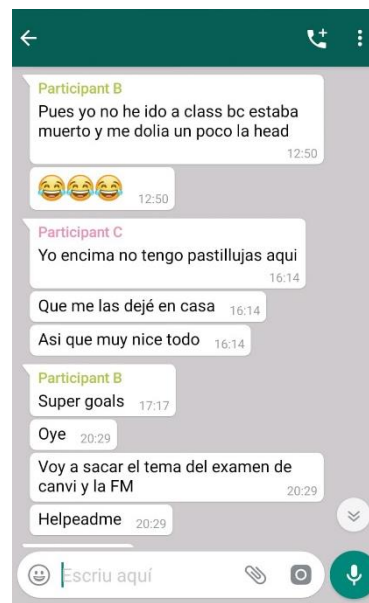 Participant B
Pues yo no he ido a class bc estaba
muerto y me dolia un poco la head
12:50
😂😂😂 12:50
Participant C
Yo encima no tengo pastillujas aqui
16:14
Que me las dejé en casa 16:14
Asi que muy nice todo 16:14
Participant B
Super goals 17:17
Oye 20:29
Voy a sacar el tema del examen de
canvi y la FM 20:29
Helpeadme 20:29
Escriu aquí